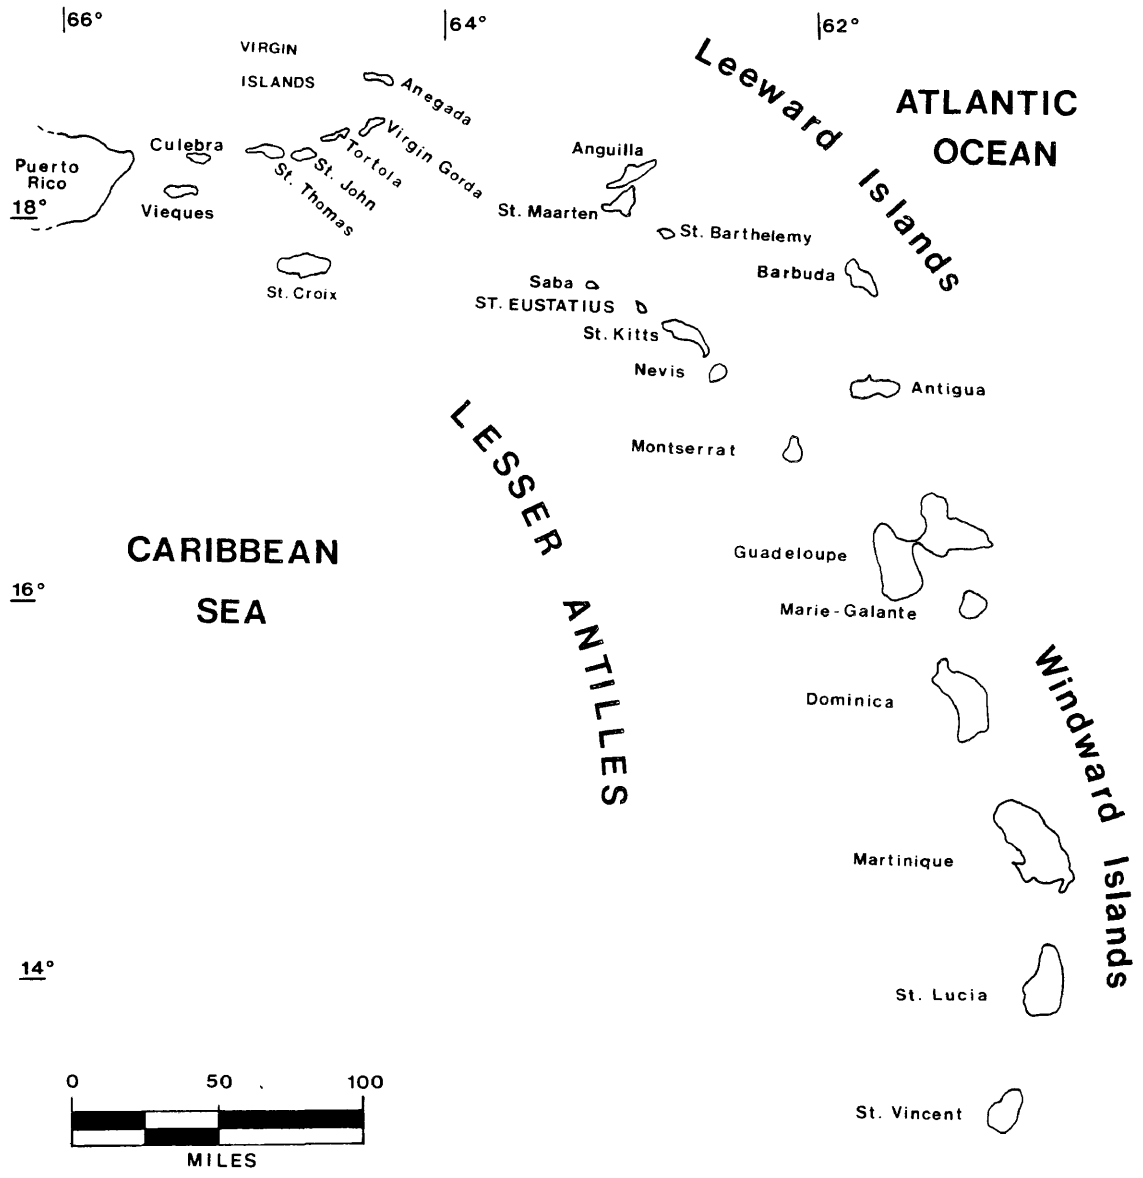 66°
64°
62°
VIRGIN
ISLANDS
Leeward Islands
ATLANTIC
OCEAN
Anegada
Virgin Gorda
Tortola
St. John
St. Thomas
Culebra
Puerto
Rico
18°
Vieques
St. Croix
Anguilla
St. Maarten
St. Barthelemy
Barbuda
Saba
ST. EUSTATIUS
St. Kitts
Nevis
Antigua
Montserrat
LESSER ANTILLES
CARIBBEAN
SEA
Guadeloupe
16°
Marie-Galante
Windward Islands
Dominica
Martinique
14°
St. Lucia
St. Vincent
0 50 100
MILES